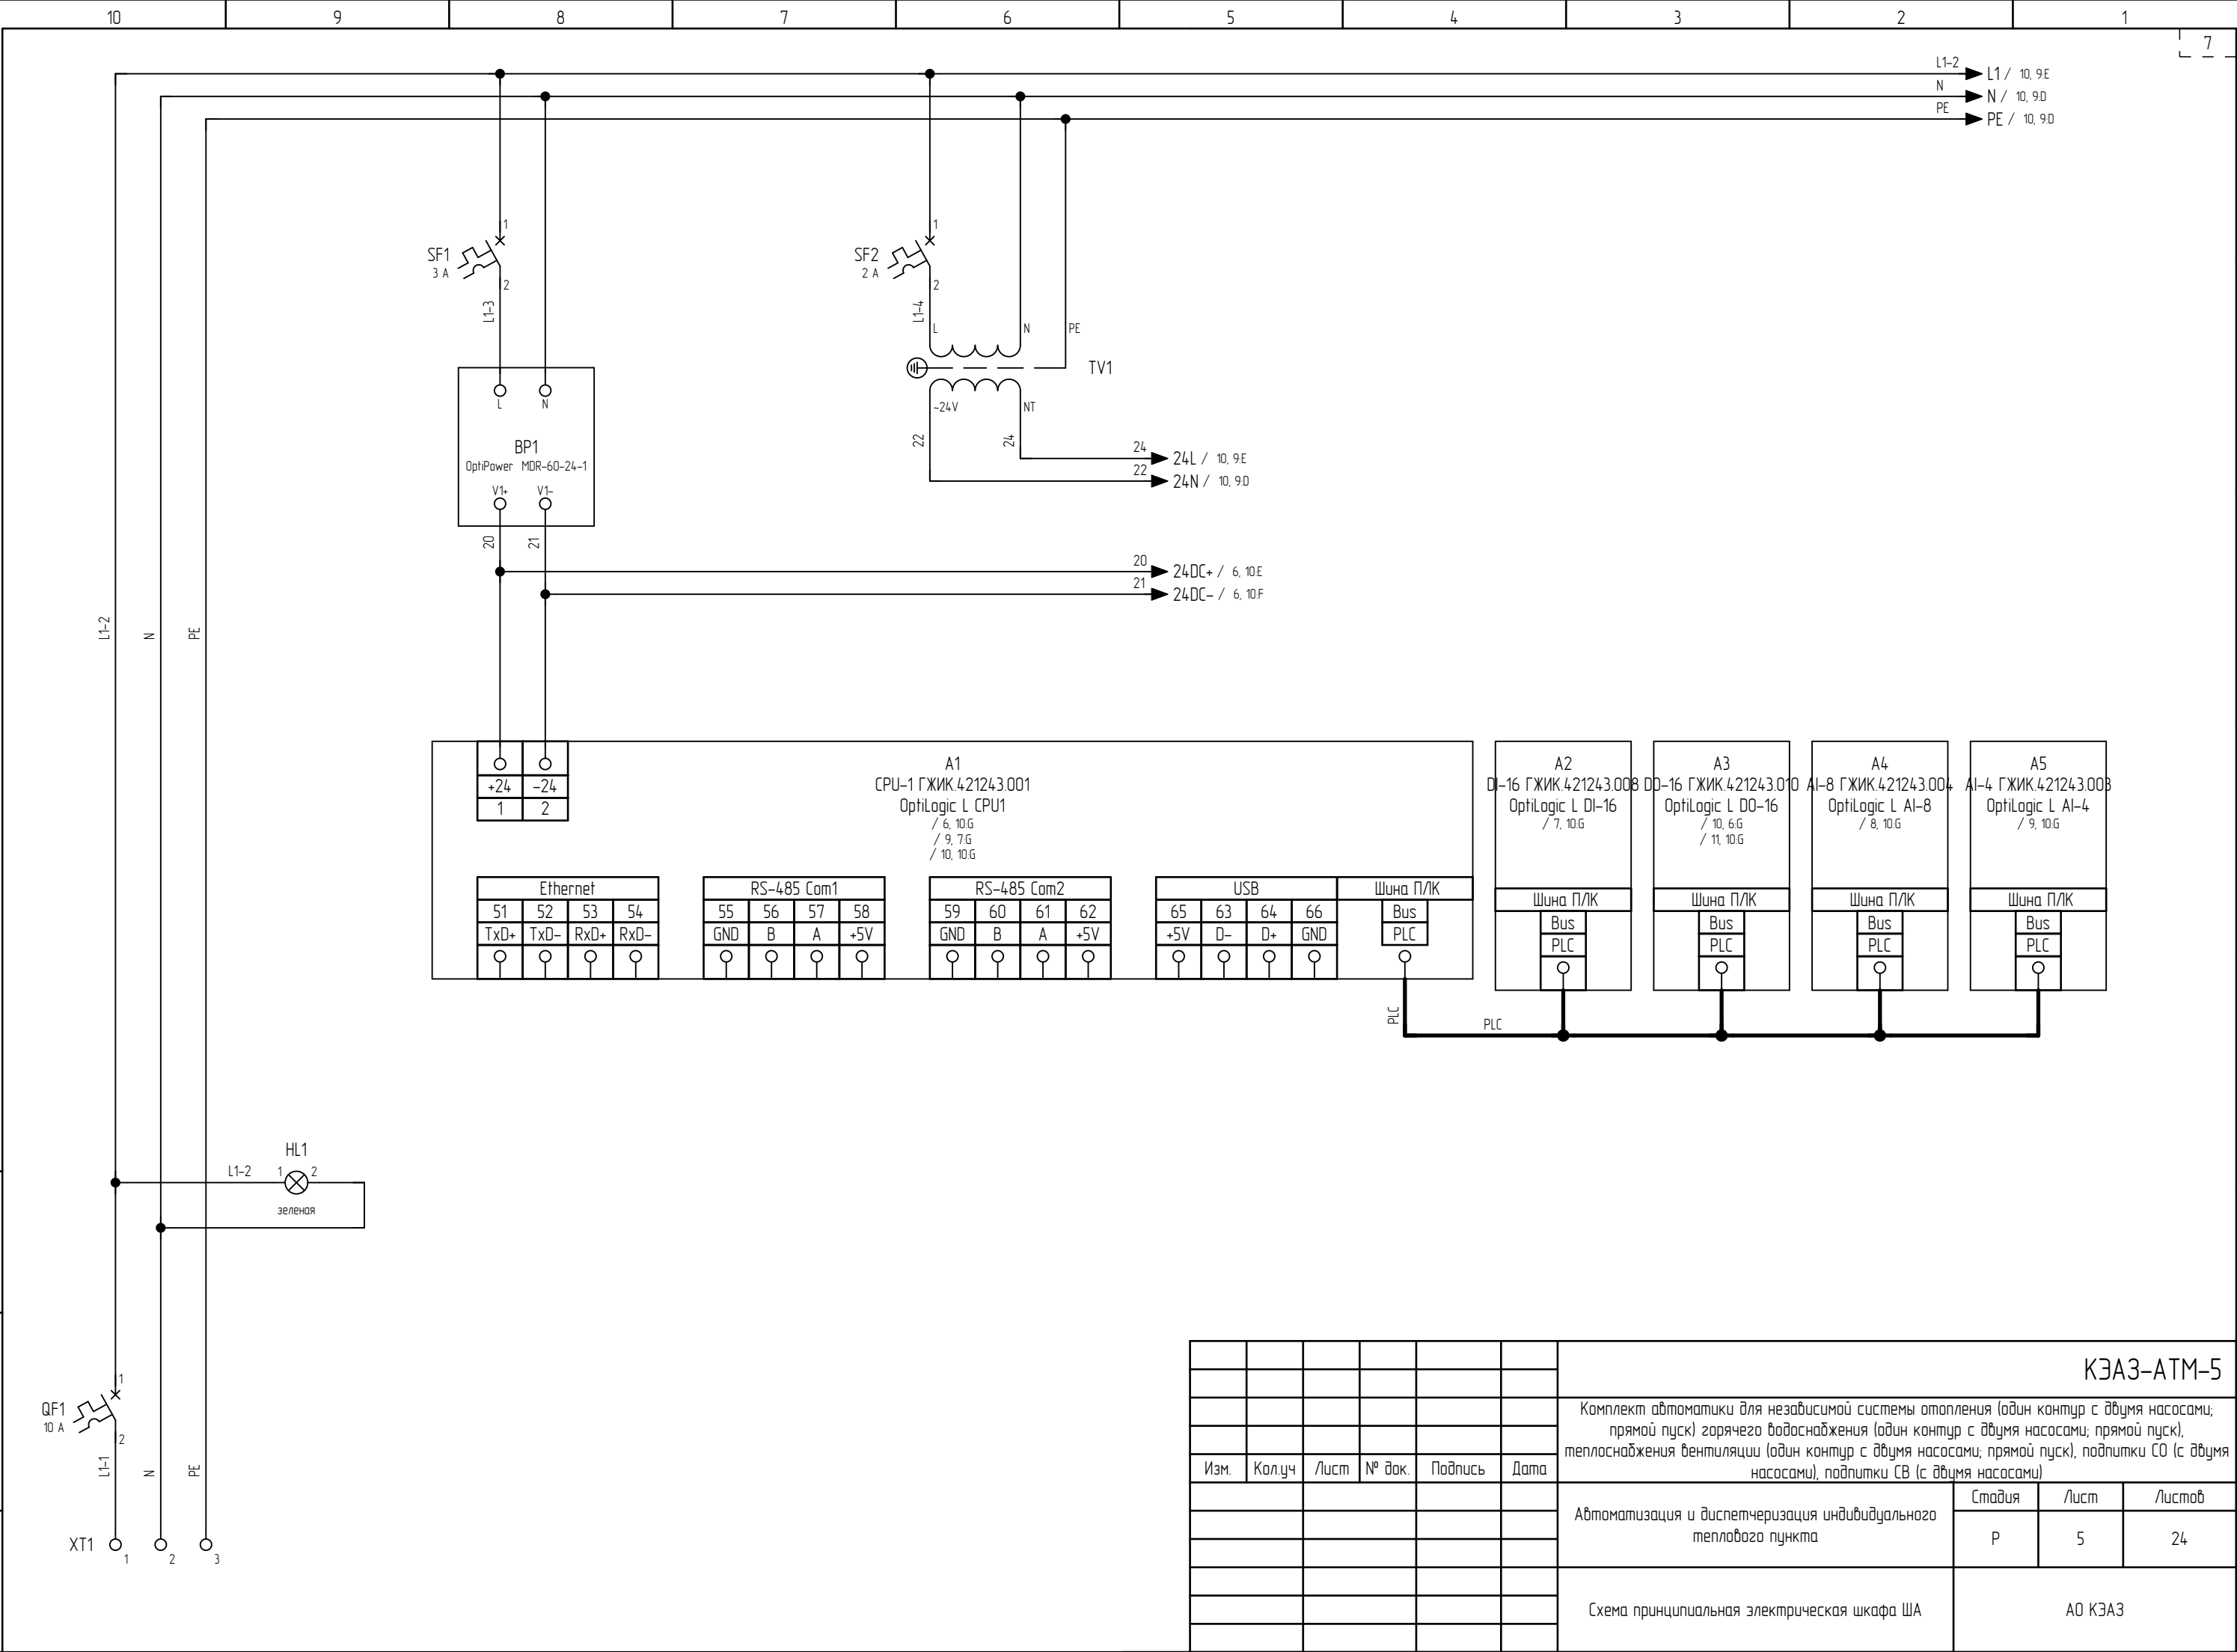 10 9 8 7 6 5 4 3 2 1
7
L1-2 L1 / 10, 9:E
N N / 10, 9:D
PE PE / 10, 9:D
SF1
3 A
1
2
L1-3
SF2
2 A
1
2
L1-4
L N PE
TV1
~24V NT
22 24
24 24L / 10, 9:E
22 24N / 10, 9:D
L N
BP1
OptiPower MDR-60-24-1
V1+ V1-
20 21
20 24DC+ / 6, 10:E
21 24DC- / 6, 10:F
L1-2 N PE
+24 -24
1 2
A1
CPU-1 ГЖИК.421243.001
OptiLogic L CPU1
/ 6, 10:G
/ 9, 7:G
/ 10, 10:G
Ethernet
51 52 53 54
TxD+ TxD- RxD+ RxD-
RS-485 Com1
55 56 57 58
GND B A +5V
RS-485 Com2
59 60 61 62
GND B A +5V
USB
65 63 64 66
+5V D- D+ GND
Шина ПЛК
Bus
PLC
A2
DI-16 ГЖИК.421243.008
OptiLogic L DI-16
/ 7, 10:G
Шина ПЛК
Bus
PLC
A3
DO-16 ГЖИК.421243.010
OptiLogic L DO-16
/ 10, 6:G
/ 11, 10:G
Шина ПЛК
Bus
PLC
A4
AI-8 ГЖИК.421243.004
OptiLogic L AI-8
/ 8, 10:G
Шина ПЛК
Bus
PLC
A5
AI-4 ГЖИК.421243.003
OptiLogic L AI-4
/ 9, 10:G
Шина ПЛК
Bus
PLC
PLC PLC
HL1
L1-2 1 2
зеленая
QF1
10 A
1
2
L1-1 N PE
XT1 1 2 3
КЭАЗ-АТМ-5
Комплект автоматики для независимой системы отопления (один контур с двумя насосами;
прямой пуск) горячего водоснабжения (один контур с двумя насосами; прямой пуск),
теплоснабжения вентиляции (один контур с двумя насосами; прямой пуск), подпитки СО (с двумя
насосами), подпитки СВ (с двумя насосами)
Изм. Кол.уч Лист № док. Подпись Дата
Автоматизация и диспетчеризация индивидуального
теплового пункта
Стадия Лист Листов
Р 5 24
Схема принципиальная электрическая шкафа ША
АО КЭАЗ